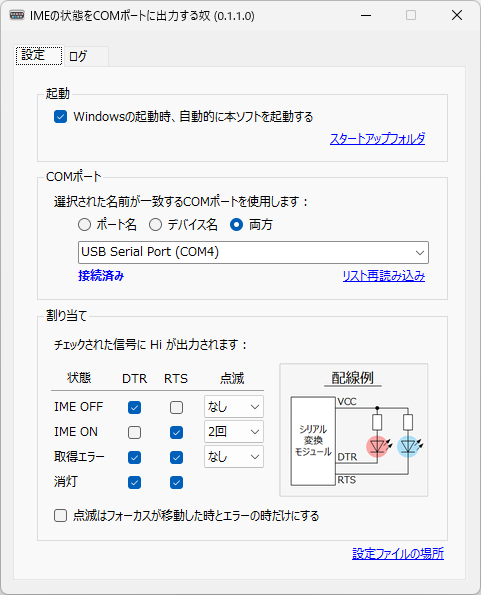 IMEの状態をCOMポートに出力する奴 (0.1.1.0)
設定 ログ
起動
Windowsの起動時、自動的に本ソフトを起動する
スタートアップフォルダ
COMポート
選択された名前が一致するCOMポートを使用します：
ポート名 デバイス名 両方
USB Serial Port (COM4)
接続済み リスト再読み込み
割り当て
チェックされた信号に Hi が出力されます：
状態 DTR RTS 点滅
IME OFF なし
IME ON 2回
取得エラー なし
消灯
配線例
VCC
シリアル
変換
モジュール
DTR
RTS
点滅はフォーカスが移動した時とエラーの時だけにする
設定ファイルの場所